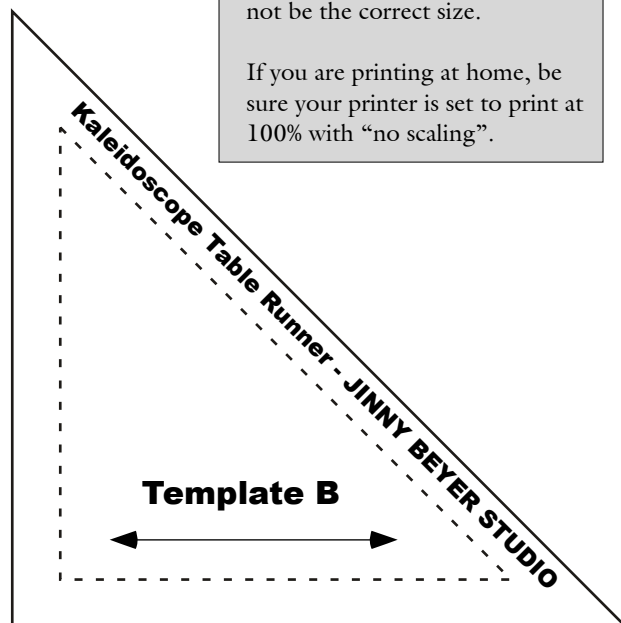 not be the correct size.
If you are printing at home, be
sure your printer is set to print at
100% with “no scaling”.
Kaleidoscope Table Runner - JINNY BEYER STUDIO
Template B